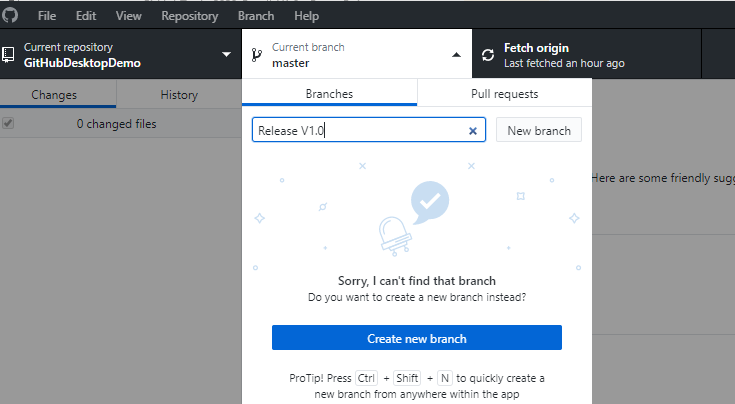 File Edit View Repository Branch Help
Current repository
GitHubDesktopDemo
Current branch
master
Fetch origin
Last fetched an hour ago
Changes History
0 changed files
Branches Pull requests
Release V1.0
New branch
Here are some friendly sugg
Sorry, I can't find that branch
Do you want to create a new branch instead?
Create new branch
ProTip! Press Ctrl + Shift + N to quickly create a
new branch from anywhere within the app